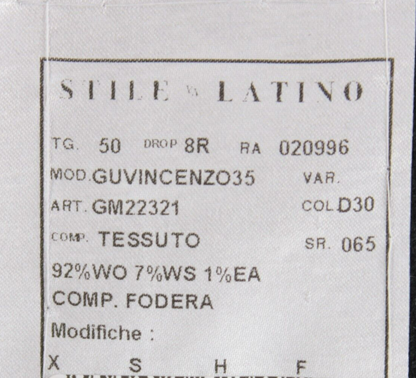 STILE LATINO
TG. 50 DROP 8R RA 020996
MOD.GUVINCENZO35 VAR.
ART. GM22321 COL.D30
COMP. TESSUTO SR. 065
92%WO 7%WS 1%EA
COMP. FODERA
Modifiche :
X S H F